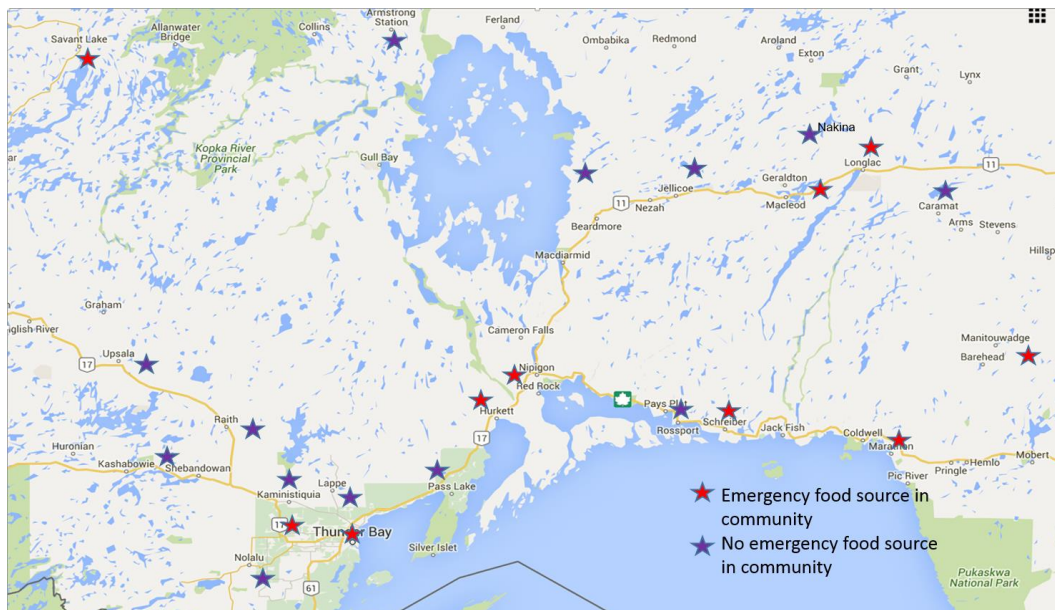 Savant Lake
Allanwater
Bridge
Collins
Armstrong
Station
Ferland
Ombabika
Redmond
Aroland
Exton
Grant
Lynx
Kopka River
Provincial
Park
Gull Bay
Nakina
Longlac
11
Geraldton
Macleod
Jellicoe
Nezah
11
Beardmore
Caramat
Arms
Stevens
Macdiarmid
Graham
nglish River
Cameron Falls
Upsala
17
Nipigon
Red Rock
Hurkett
17
Manitouwadge
Barehead
Pays Plat
Rossport
Schreiber
Jack Fish
Coldwell
Marathon
Pic River
Pringle
Hemlo
Mobert
Raith
Huronian
Kashabowie
Shebandowan
Kaministiquia
Lappe
Pass Lake
17
Thunder Bay
Silver Islet
Nolalu
61
Emergency food source in
community
No emergency food source
in community
Pukaskwa
National Park